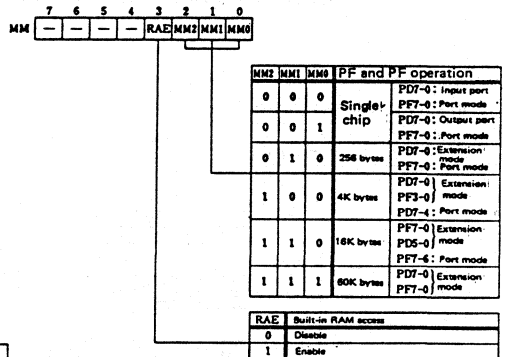 7 6 5 4 3 2 1 0
MM — — — — RAE MM2 MM1 MM0
MM2 MM1 MM0 PF and PF operation
0 0 0 Single chip PD7-0: Input port
PF7-0: Port mode
0 0 1 PD7-0: Output port
PF7-0: Port mode
0 1 0 256 bytes PD7-0: Extension mode
PF7-0: Port mode
1 0 0 4K bytes PD7-0 } Extension
PF3-0 } mode
PD7-4: Port mode
1 1 0 16K bytes PF7-0 } Extension
PD5-0 } mode
PF7-6: Port mode
1 1 1 60K bytes PD7-0 } Extension
PF7-0 } mode
RAE Built-in RAM access
0 Disable
1 Enable